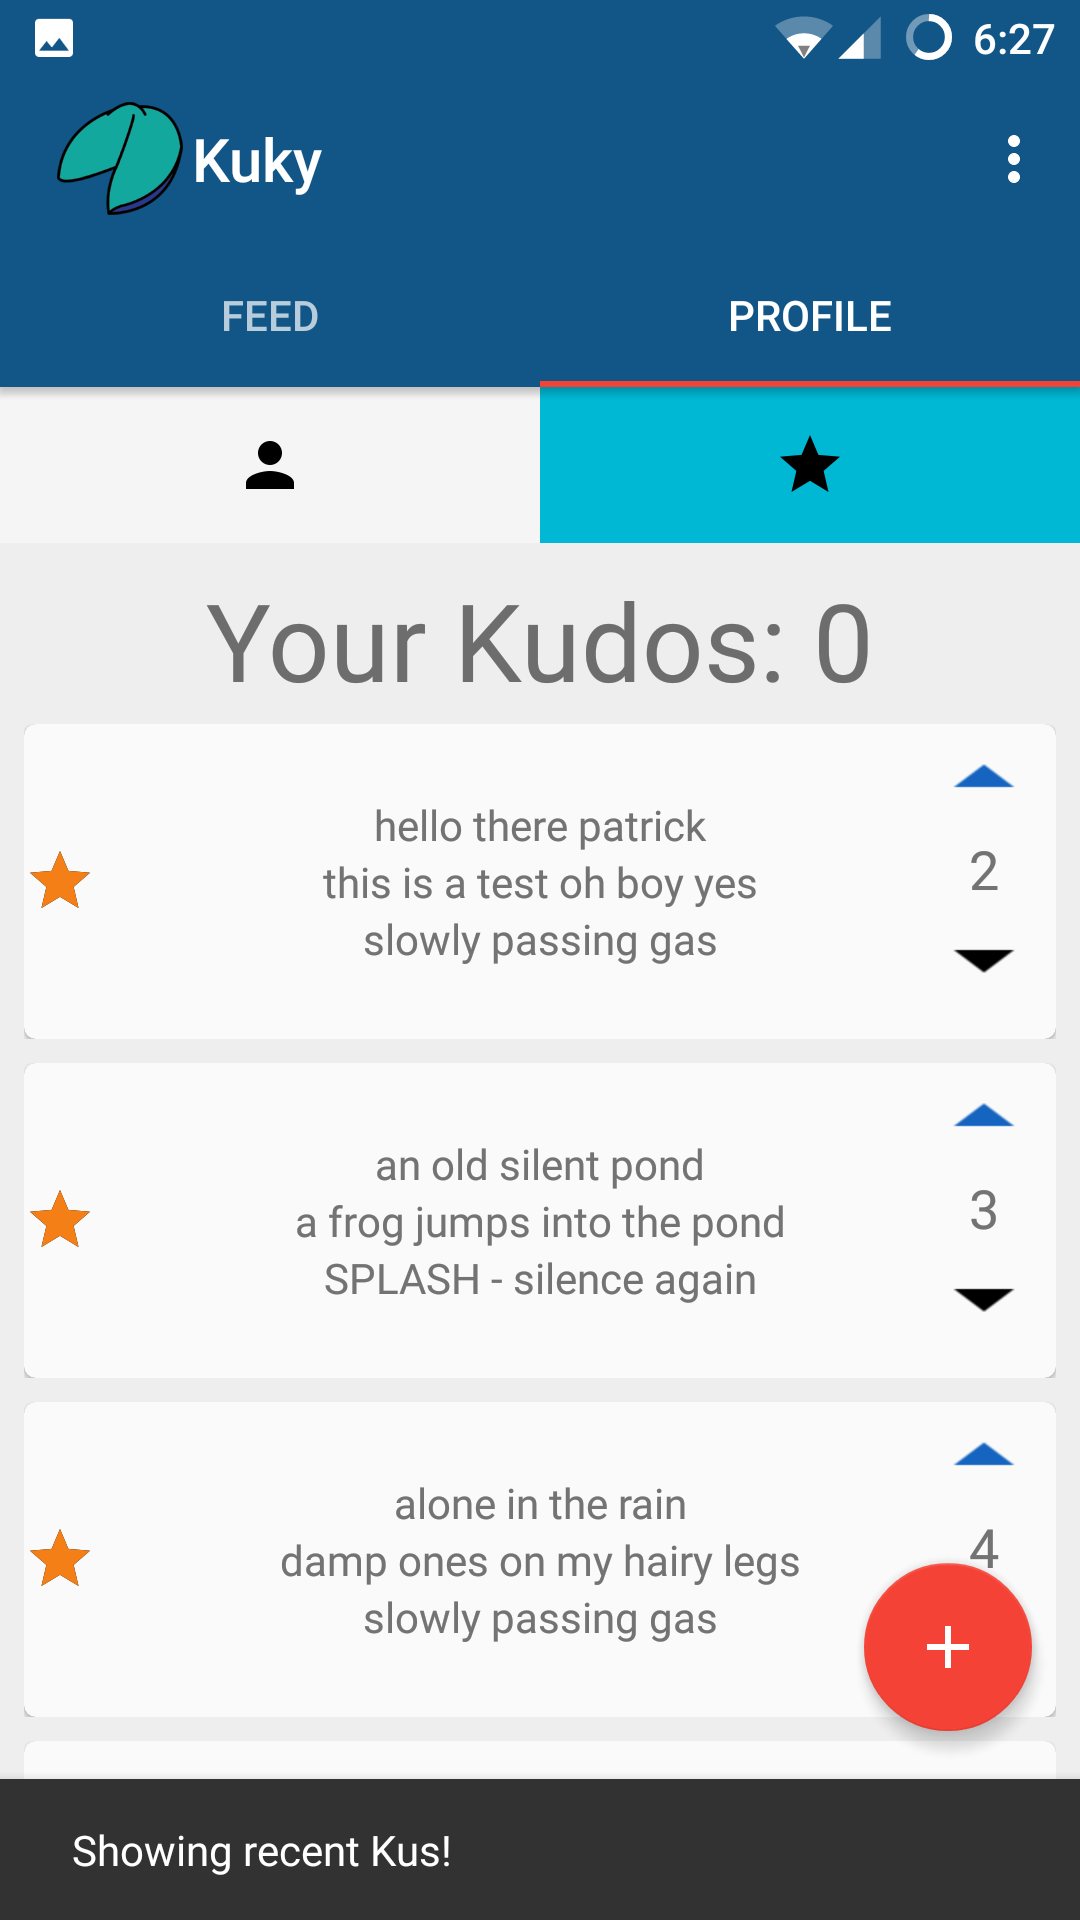 6:27
Kuky
FEED
PROFILE
Your Kudos: 0
hello there patrick
this is a test oh boy yes
slowly passing gas
2
an old silent pond
a frog jumps into the pond
SPLASH - silence again
3
alone in the rain
damp ones on my hairy legs
slowly passing gas
4
Showing recent Kus!